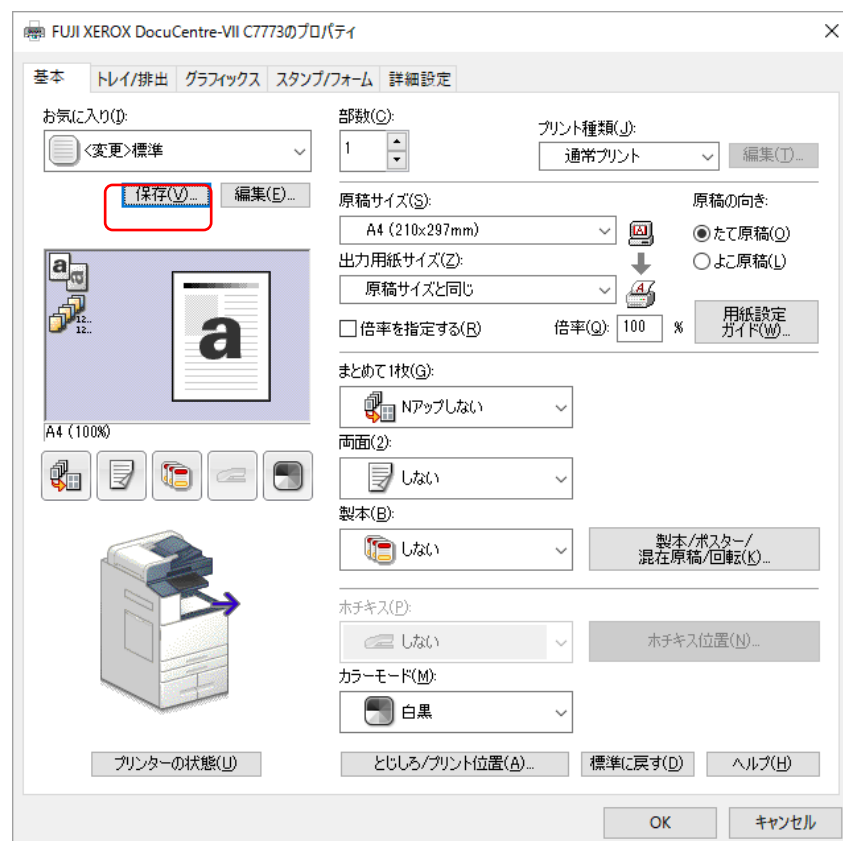 FUJI XEROX DocuCentre-VII C7773のプロパティ
基本 トレイ/排出 グラフィックス スタンプ/フォーム 詳細設定
お気に入り(I):
<変更>標準
保存(V)... 編集(E)...
a
a
12..
12..
a
A4 (100%)
プリンターの状態(U)
部数(C):
1
プリント種類(J):
通常プリント 編集(T)...
原稿サイズ(S):
A4 (210×297mm)
原稿の向き:
たて原稿(O)
よこ原稿(L)
出力用紙サイズ(Z):
原稿サイズと同じ
倍率を指定する(R) 倍率(Q): 100 %
用紙設定
ガイド(W)...
まとめて1枚(G):
Nアップしない
両面(2):
しない
製本(B):
しない
製本/ポスター/
混在原稿/回転(K)...
ホチキス(P):
しない ホチキス位置(N)...
カラーモード(M):
白黒
とじしろ/プリント位置(A)... 標準に戻す(D) ヘルプ(H)
OK キャンセル